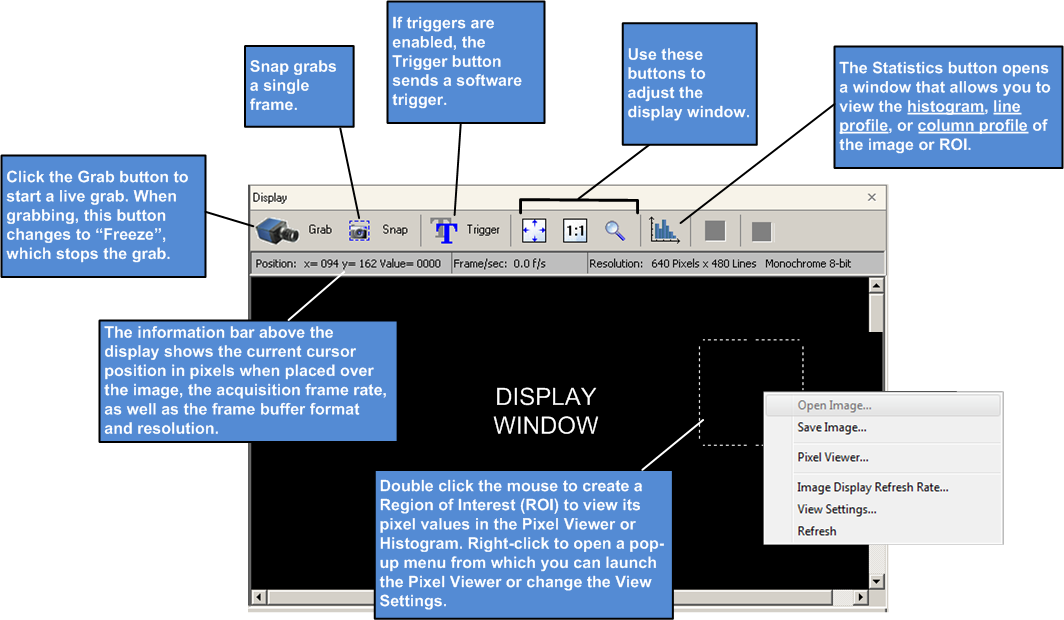 If triggers are
enabled, the
Trigger button
sends a software
trigger.
Snap grabs
a single
frame.
Use these
buttons to
adjust the
display window.
The Statistics button opens
a window that allows you to
view the histogram, line
profile, or column profile of
the image or ROI.
Click the Grab button to
start a live grab. When
grabbing, this button
changes to “Freeze”,
which stops the grab.
Display
Grab
Snap
T
Trigger
1:1
Position: x= 094 y= 162 Value= 0000
Frame/sec: 0.0 f/s
Resolution: 640 Pixels x 480 Lines Monochrome 8-bit
The information bar above the
display shows the current cursor
position in pixels when placed over
the image, the acquisition frame rate,
as well as the frame buffer format
and resolution.
DISPLAY
WINDOW
Open Image...
Save Image...
Pixel Viewer...
Image Display Refresh Rate...
View Settings...
Refresh
Double click the mouse to create a
Region of Interest (ROI) to view its
pixel values in the Pixel Viewer or
Histogram. Right-click to open a pop-
up menu from which you can launch
the Pixel Viewer or change the View
Settings.